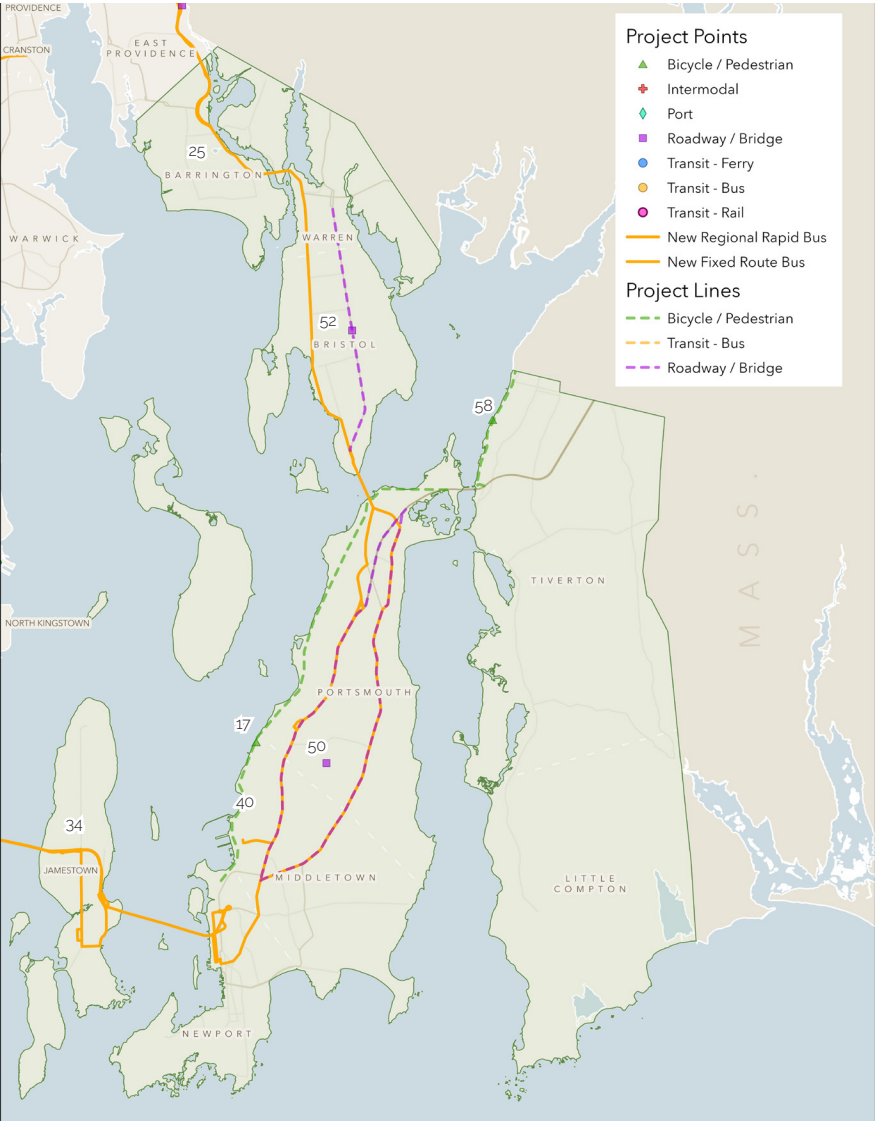 PROVIDENCE
CRANSTON
EAST
PROVIDENCE
25
BARRINGTON
WARWICK
WARREN
52
BRISTOL
58
MASS.
TIVERTON
NORTH KINGSTOWN
PORTSMOUTH
17
50
40
34
JAMESTOWN
MIDDLETOWN
LITTLE
COMPTON
NEWPORT
Project Points
Bicycle / Pedestrian
Intermodal
Port
Roadway / Bridge
Transit - Ferry
Transit - Bus
Transit - Rail
New Regional Rapid Bus
New Fixed Route Bus
Project Lines
Bicycle / Pedestrian
Transit - Bus
Roadway / Bridge